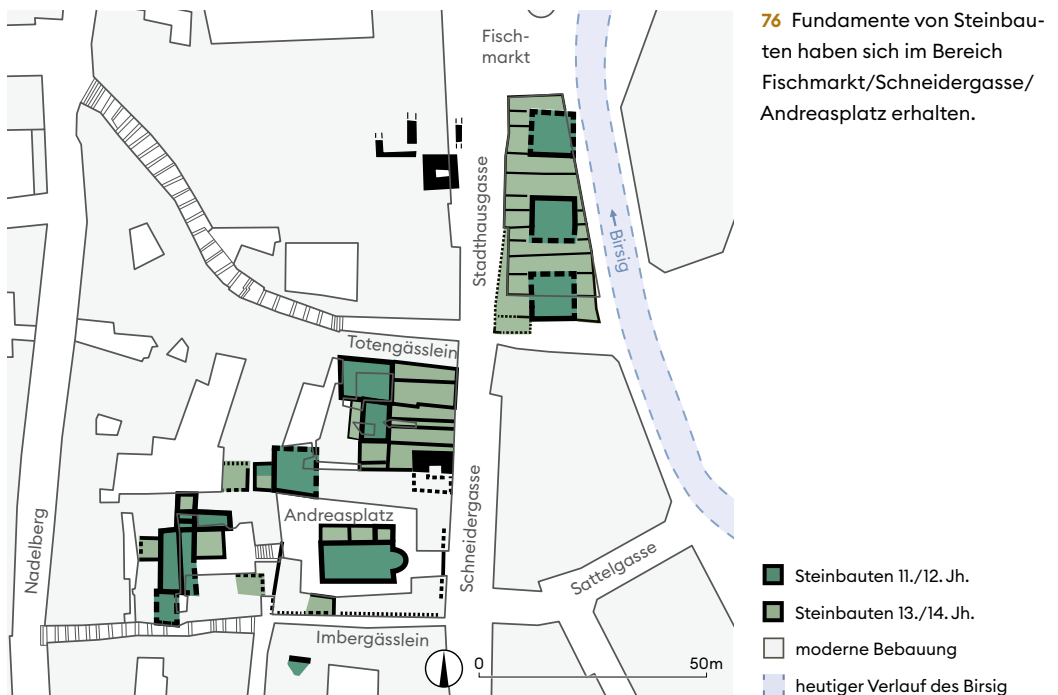 76 Fundamente von Steinbau-
ten haben sich im Bereich
Fischmarkt/Schneidergasse/
Andreasplatz erhalten.
Fisch-
markt
Stadthausgasse
← Birsig
Totengässlein
Andreasplatz
Schneidergasse
Nadelberg
Sattelgasse
Imbergässlein
0 50m
Steinbauten 11./12. Jh.
Steinbauten 13./14. Jh.
moderne Bebauung
heutiger Verlauf des Birsig